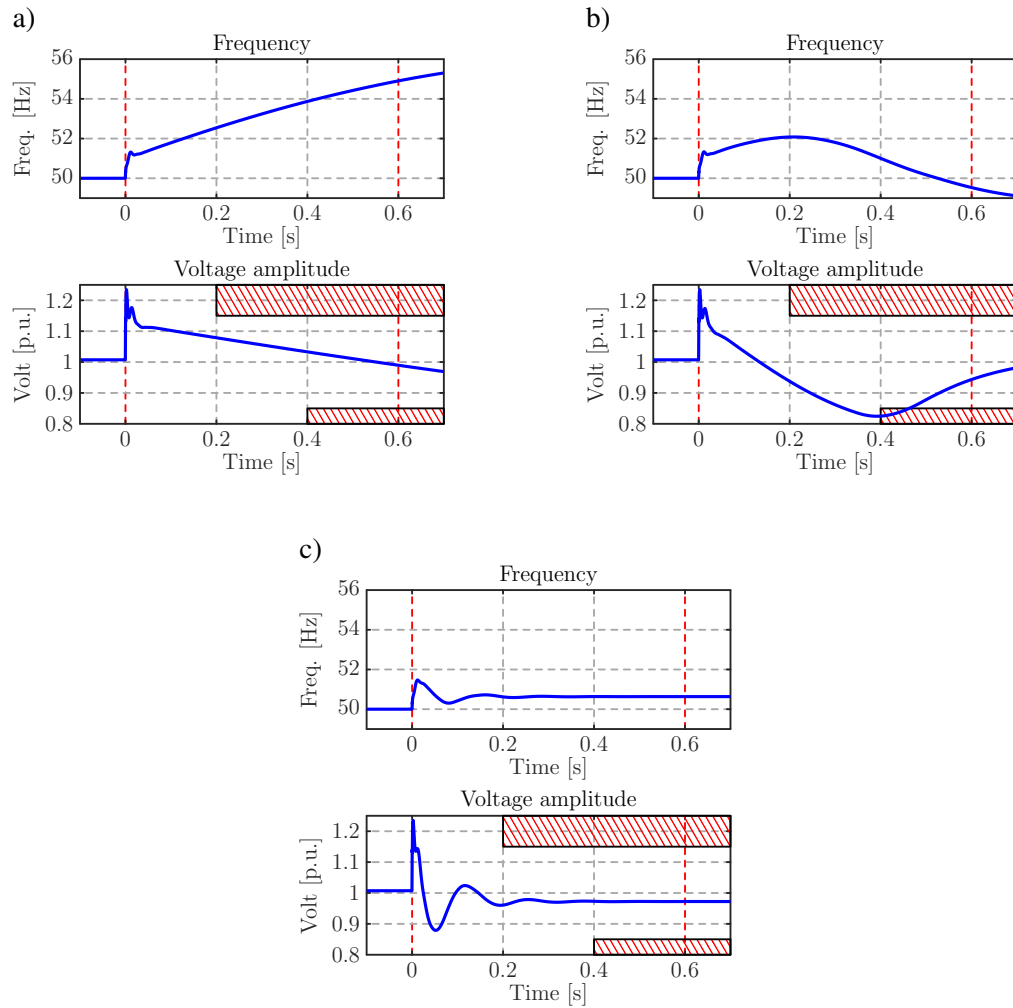 a)
Frequency
56
54
52
50
Freq. [Hz]
0 0.2 0.4 0.6
Time [s]
Voltage amplitude
1.2
1.1
1
0.9
0.8
Volt [p.u.]
0 0.2 0.4 0.6
Time [s]
b)
Frequency
56
54
52
50
Freq. [Hz]
0 0.2 0.4 0.6
Time [s]
Voltage amplitude
1.2
1.1
1
0.9
0.8
Volt [p.u.]
0 0.2 0.4 0.6
Time [s]
c)
Frequency
56
54
52
50
Freq. [Hz]
0 0.2 0.4 0.6
Time [s]
Voltage amplitude
1.2
1.1
1
0.9
0.8
Volt [p.u.]
0 0.2 0.4 0.6
Time [s]